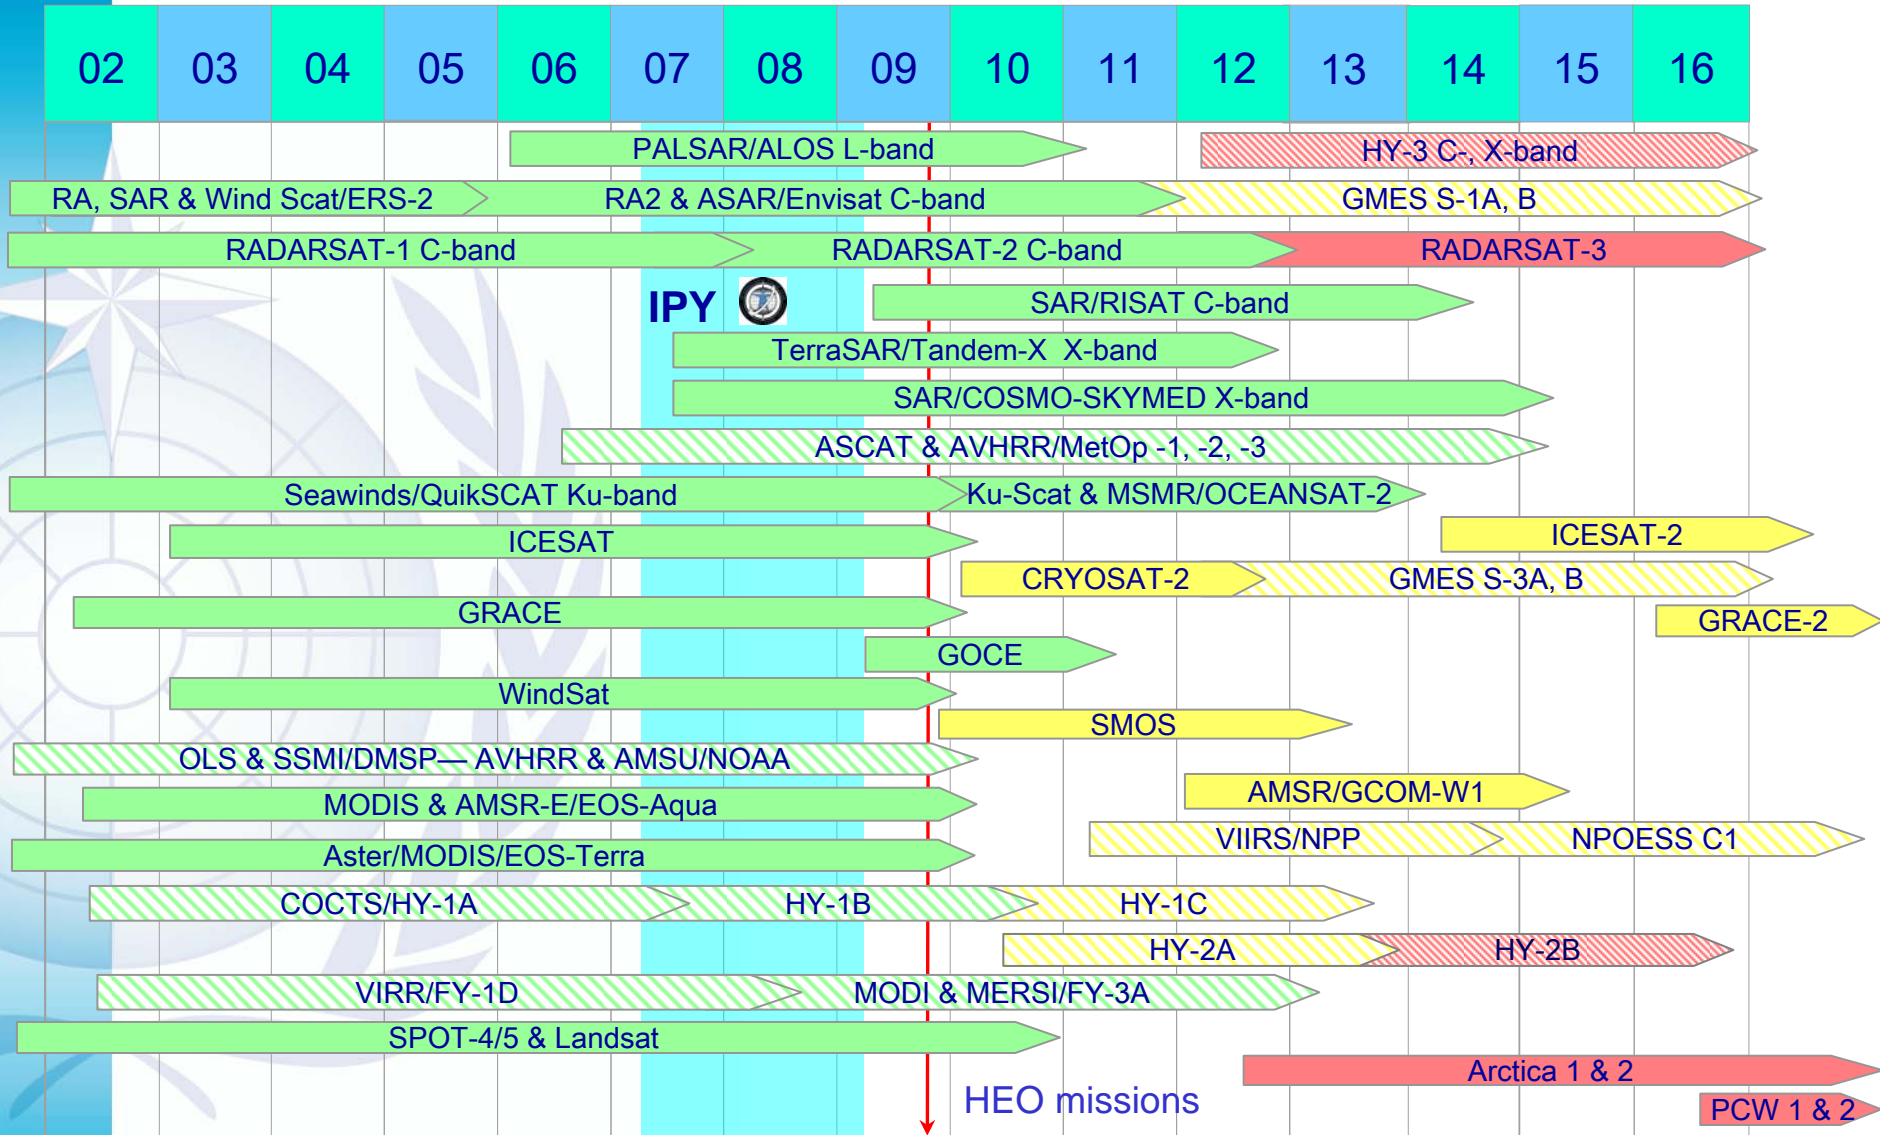 02 03 04 05 06 07 08 09 10 11 12 13 14 15 16
PALSAR/ALOS L-band HY-3 C-, X-band
RA, SAR & Wind Scat/ERS-2 RA2 & ASAR/Envisat C-band GMES S-1A, B
RADARSAT-1 C-band RADARSAT-2 C-band RADARSAT-3
IPY SAR/RISAT C-band
TerraSAR/Tandem-X X-band
SAR/COSMO-SKYMED X-band
ASCAT & AVHRR/MetOp -1, -2, -3
Seawinds/QuikSCAT Ku-band Ku-Scat & MSMR/OCEANSAT-2
ICESAT ICESAT-2
CRYOSAT-2 GMES S-3A, B
GRACE GRACE-2
GOCE
WindSat
SMOS
OLS & SSMI/DMSP— AVHRR & AMSU/NOAA
MODIS & AMSR-E/EOS-Aqua AMSR/GCOM-W1
VIIRS/NPP NPOESS C1
Aster/MODIS/EOS-Terra
COCTS/HY-1A HY-1B HY-1C
HY-2A HY-2B
VIRR/FY-1D MODI & MERSI/FY-3A
SPOT-4/5 & Landsat
Arctica 1 & 2
HEO missions PCW 1 & 2